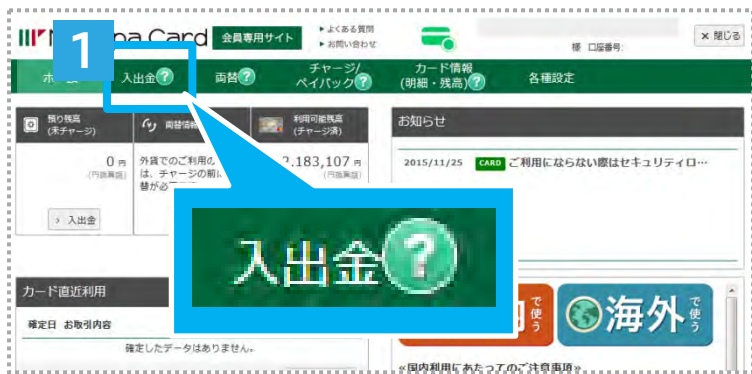 1
pa Card 会員専用サイト
よくある質問
お問い合わせ
様 口座番号:
× 閉じる
入出金?
両替?
チャージ/
ペイバック?
カード情報
(明細・残高)?
各種設定
預り残高
(未チャージ)
両替情報
利用可能残高
(チャージ済)
0 円
(円換算額)
外貨でのご利用の
は、チャージの前に
替が必
2,183,107 円
(円換算額)
> 入出金
お知らせ
2015/11/25 CARD ご利用にならない際はセキュリティロ…
入出金?
カード直近利用
確定日 お取引内容
確定したデータはありません。
で使う
海外で使う
≪国内利用にあたってのご注意事項≫